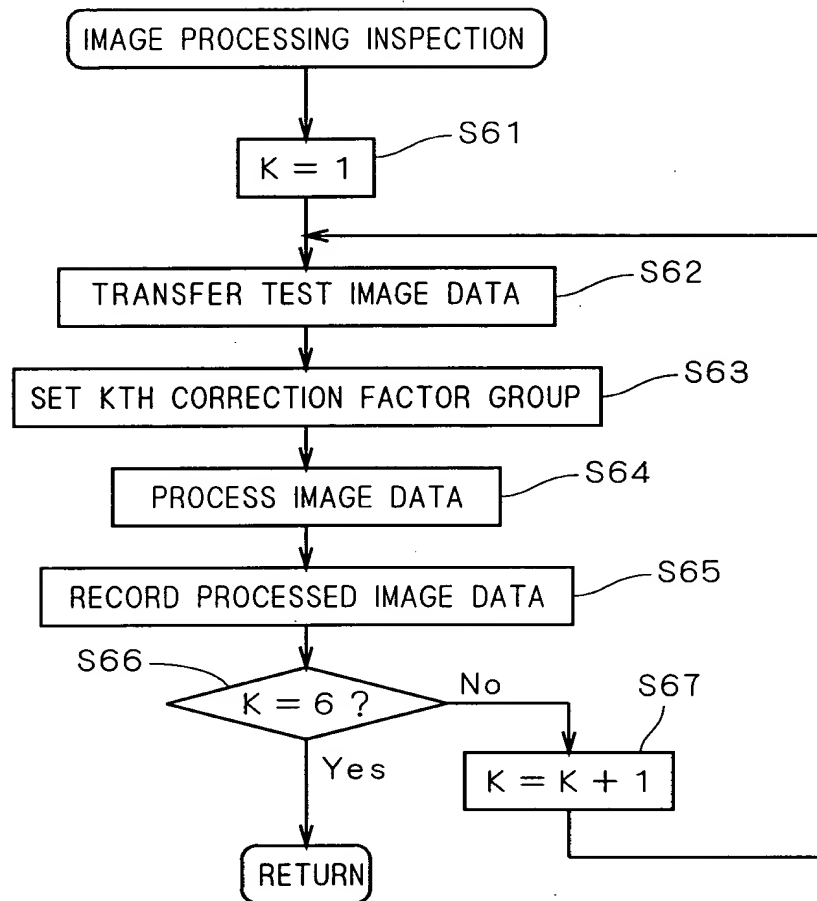 IMAGE PROCESSING INSPECTION
S61
K = 1
S62
TRANSFER TEST IMAGE DATA
S63
SET KTH CORRECTION FACTOR GROUP
S64
PROCESS IMAGE DATA
S65
RECORD PROCESSED IMAGE DATA
S66
K = 6 ?
No
S67
Yes
K = K + 1
RETURN